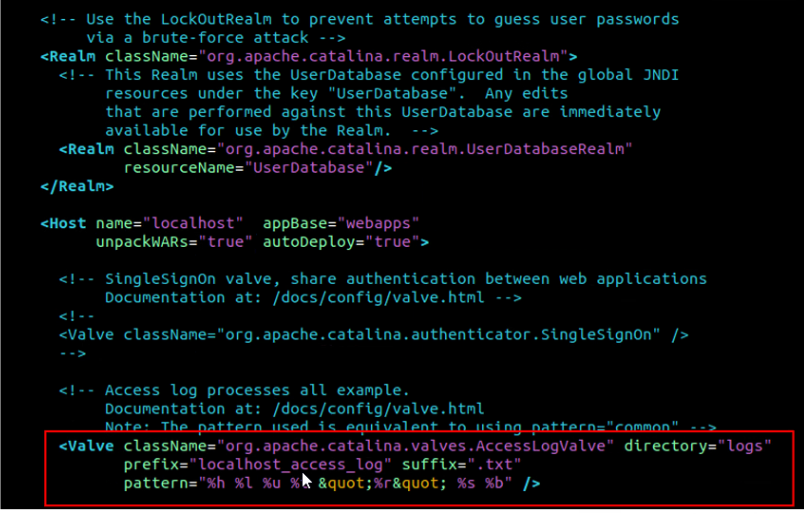 <!-- Use the LockOutRealm to prevent attempts to guess user passwords
via a brute-force attack -->
<Realm className="org.apache.catalina.realm.LockOutRealm">
<!-- This Realm uses the UserDatabase configured in the global JNDI
resources under the key "UserDatabase".  Any edits
that are performed against this UserDatabase are immediately
available for use by the Realm.  -->
<Realm className="org.apache.catalina.realm.UserDatabaseRealm"
resourceName="UserDatabase"/>
</Realm>
<Host name="localhost"  appBase="webapps"
unpackWARs="true" autoDeploy="true">
<!-- SingleSignOn valve, share authentication between web applications
Documentation at: /docs/config/valve.html -->
<!--
<Valve className="org.apache.catalina.authenticator.SingleSignOn" />
-->
<!-- Access log processes all example.
Documentation at: /docs/config/valve.html
Note: The pattern used is equivalent to using pattern="common" -->
<Valve className="org.apache.catalina.valves.AccessLogValve" directory="logs"
prefix="localhost_access_log" suffix=".txt"
pattern="%h %l %u % &quot;%r&quot; %s %b" />